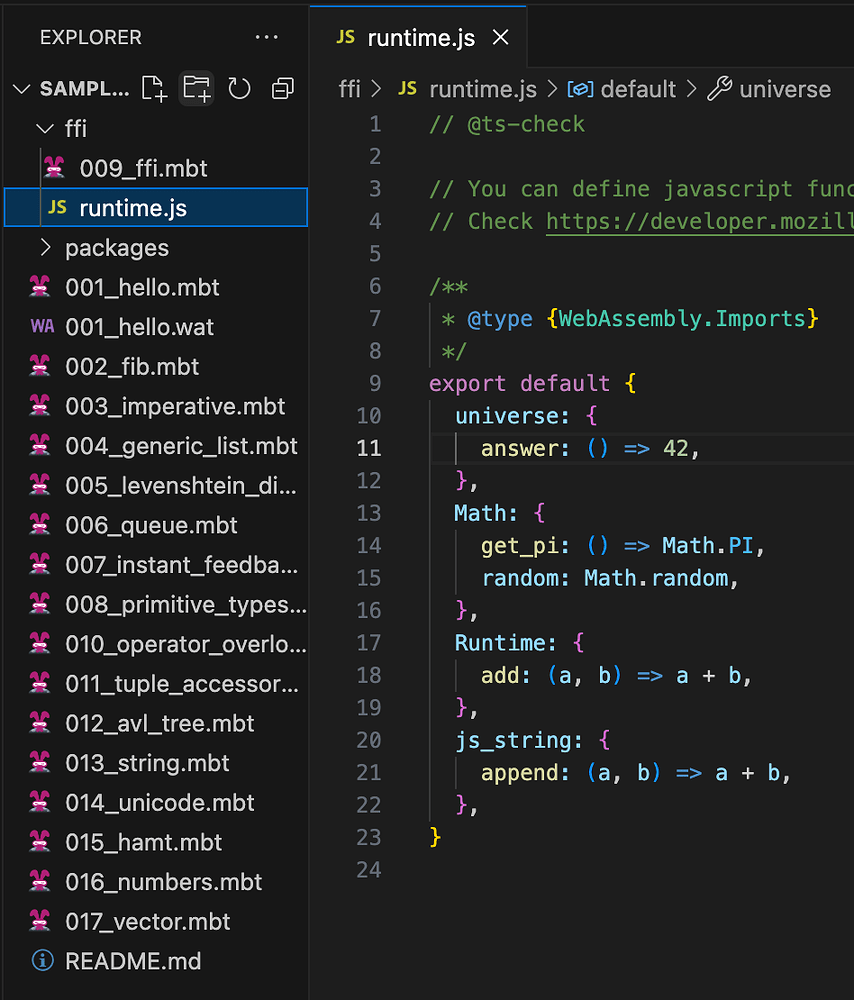 EXPLORER ...
SAMPL...
ffi
009_ffi.mbt
JS runtime.js
packages
001_hello.mbt
WA 001_hello.wat
002_fib.mbt
003_imperative.mbt
004_generic_list.mbt
005_levenshtein_di...
006_queue.mbt
007_instant_feedba...
008_primitive_types...
010_operator_overlo...
011_tuple_accessor...
012_avl_tree.mbt
013_string.mbt
014_unicode.mbt
015_hamt.mbt
016_numbers.mbt
017_vector.mbt
README.md
JS runtime.js
ffi > JS runtime.js > default > universe
1 // @ts-check
2
3 // You can define javascript func
4 // Check https://developer.mozill
5
6 /**
7 * @type {WebAssembly.Imports}
8 */
9 export default {
10 universe: {
11 answer: () => 42,
12 },
13 Math: {
14 get_pi: () => Math.PI,
15 random: Math.random,
16 },
17 Runtime: {
18 add: (a, b) => a + b,
19 },
20 js_string: {
21 append: (a, b) => a + b,
22 },
23 }
24